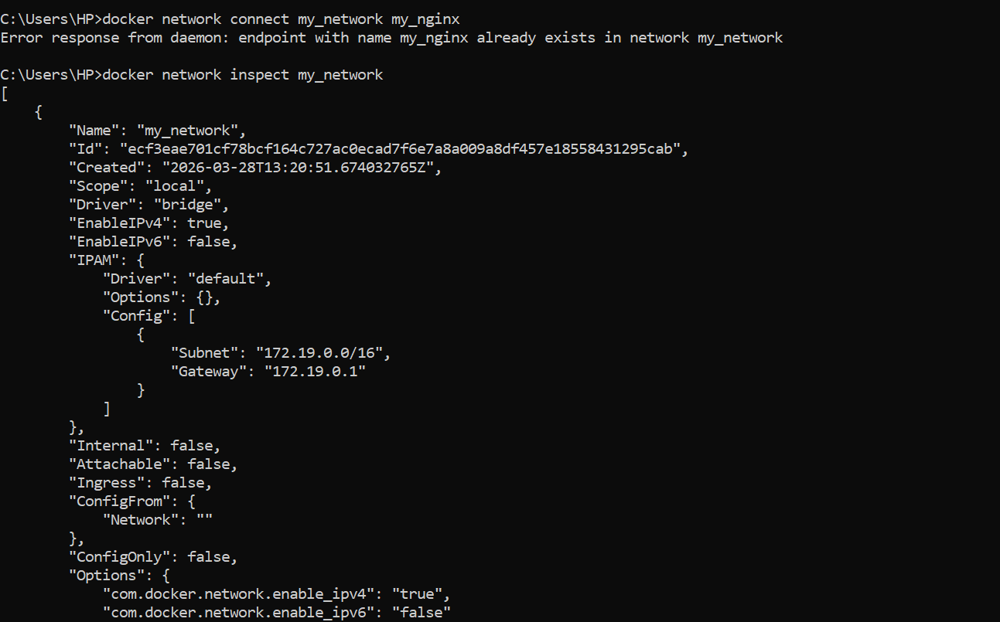 C:\Users\HP>docker network connect my_network my_nginx
Error response from daemon: endpoint with name my_nginx already exists in network my_network
C:\Users\HP>docker network inspect my_network
[
    {
        "Name": "my_network",
        "Id": "ecf3eae701cf78bcf164c727ac0ecad7f6e7a8a009a8df457e18558431295cab",
        "Created": "2026-03-28T13:20:51.674032765Z",
        "Scope": "local",
        "Driver": "bridge",
        "EnableIPv4": true,
        "EnableIPv6": false,
        "IPAM": {
            "Driver": "default",
            "Options": {},
            "Config": [
                {
                    "Subnet": "172.19.0.0/16",
                    "Gateway": "172.19.0.1"
                }
            ]
        },
        "Internal": false,
        "Attachable": false,
        "Ingress": false,
        "ConfigFrom": {
            "Network": ""
        },
        "ConfigOnly": false,
        "Options": {
            "com.docker.network.enable_ipv4": "true",
            "com.docker.network.enable_ipv6": "false"